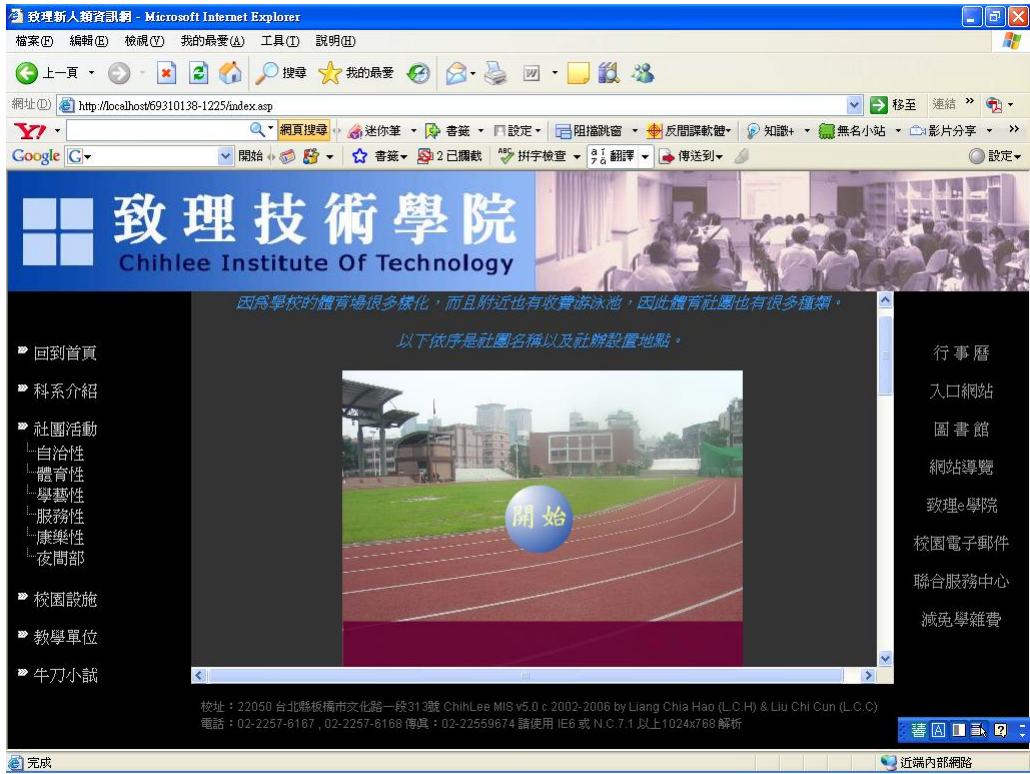 致理新人類資訊網 - Microsoft Internet Explorer
檔案(F) 編輯(E) 檢視(V) 我的最愛(A) 工具(T) 說明(H)
上一頁 搜尋 我的最愛
網址(D) http://localhost/69310138-1225/index.asp 移至 連結 »
Y7 網頁搜尋 迷你筆 書籤 設定 阻擋跳窗 反間諜軟體 知識+ 無名小站 影片分享 »
Google G 開始 書籤 2 已攔截 拼字檢查 翻譯 傳送到 設定
致理技術學院
Chihlee Institute Of Technology
因為學校的體育場很多樣化，而且附近也有收費游泳池，因此體育社團也有很多種類。
以下依序是社團名稱以及社辦設置地點。
開始
回到首頁
科系介紹
社團活動
自治性
體育性
學藝性
服務性
康樂性
夜間部
校園設施
教學單位
牛刀小試
行事曆
入口網站
圖書館
網站導覽
致理e學院
校園電子郵件
聯合服務中心
減免學雜費
校址：22050 台北縣板橋市文化路一段313號 ChihLee MIS v5.0 c 2002-2006 by Liang Chia Hao (L.C.H) & Liu Chi Cun (L.C.C)
電話：02-2257-6167 , 02-2257-6168 傳真：02-22559674 請使用 IE6 或 N.C.7.1 以上1024x768 解析
完成 近端內部網路